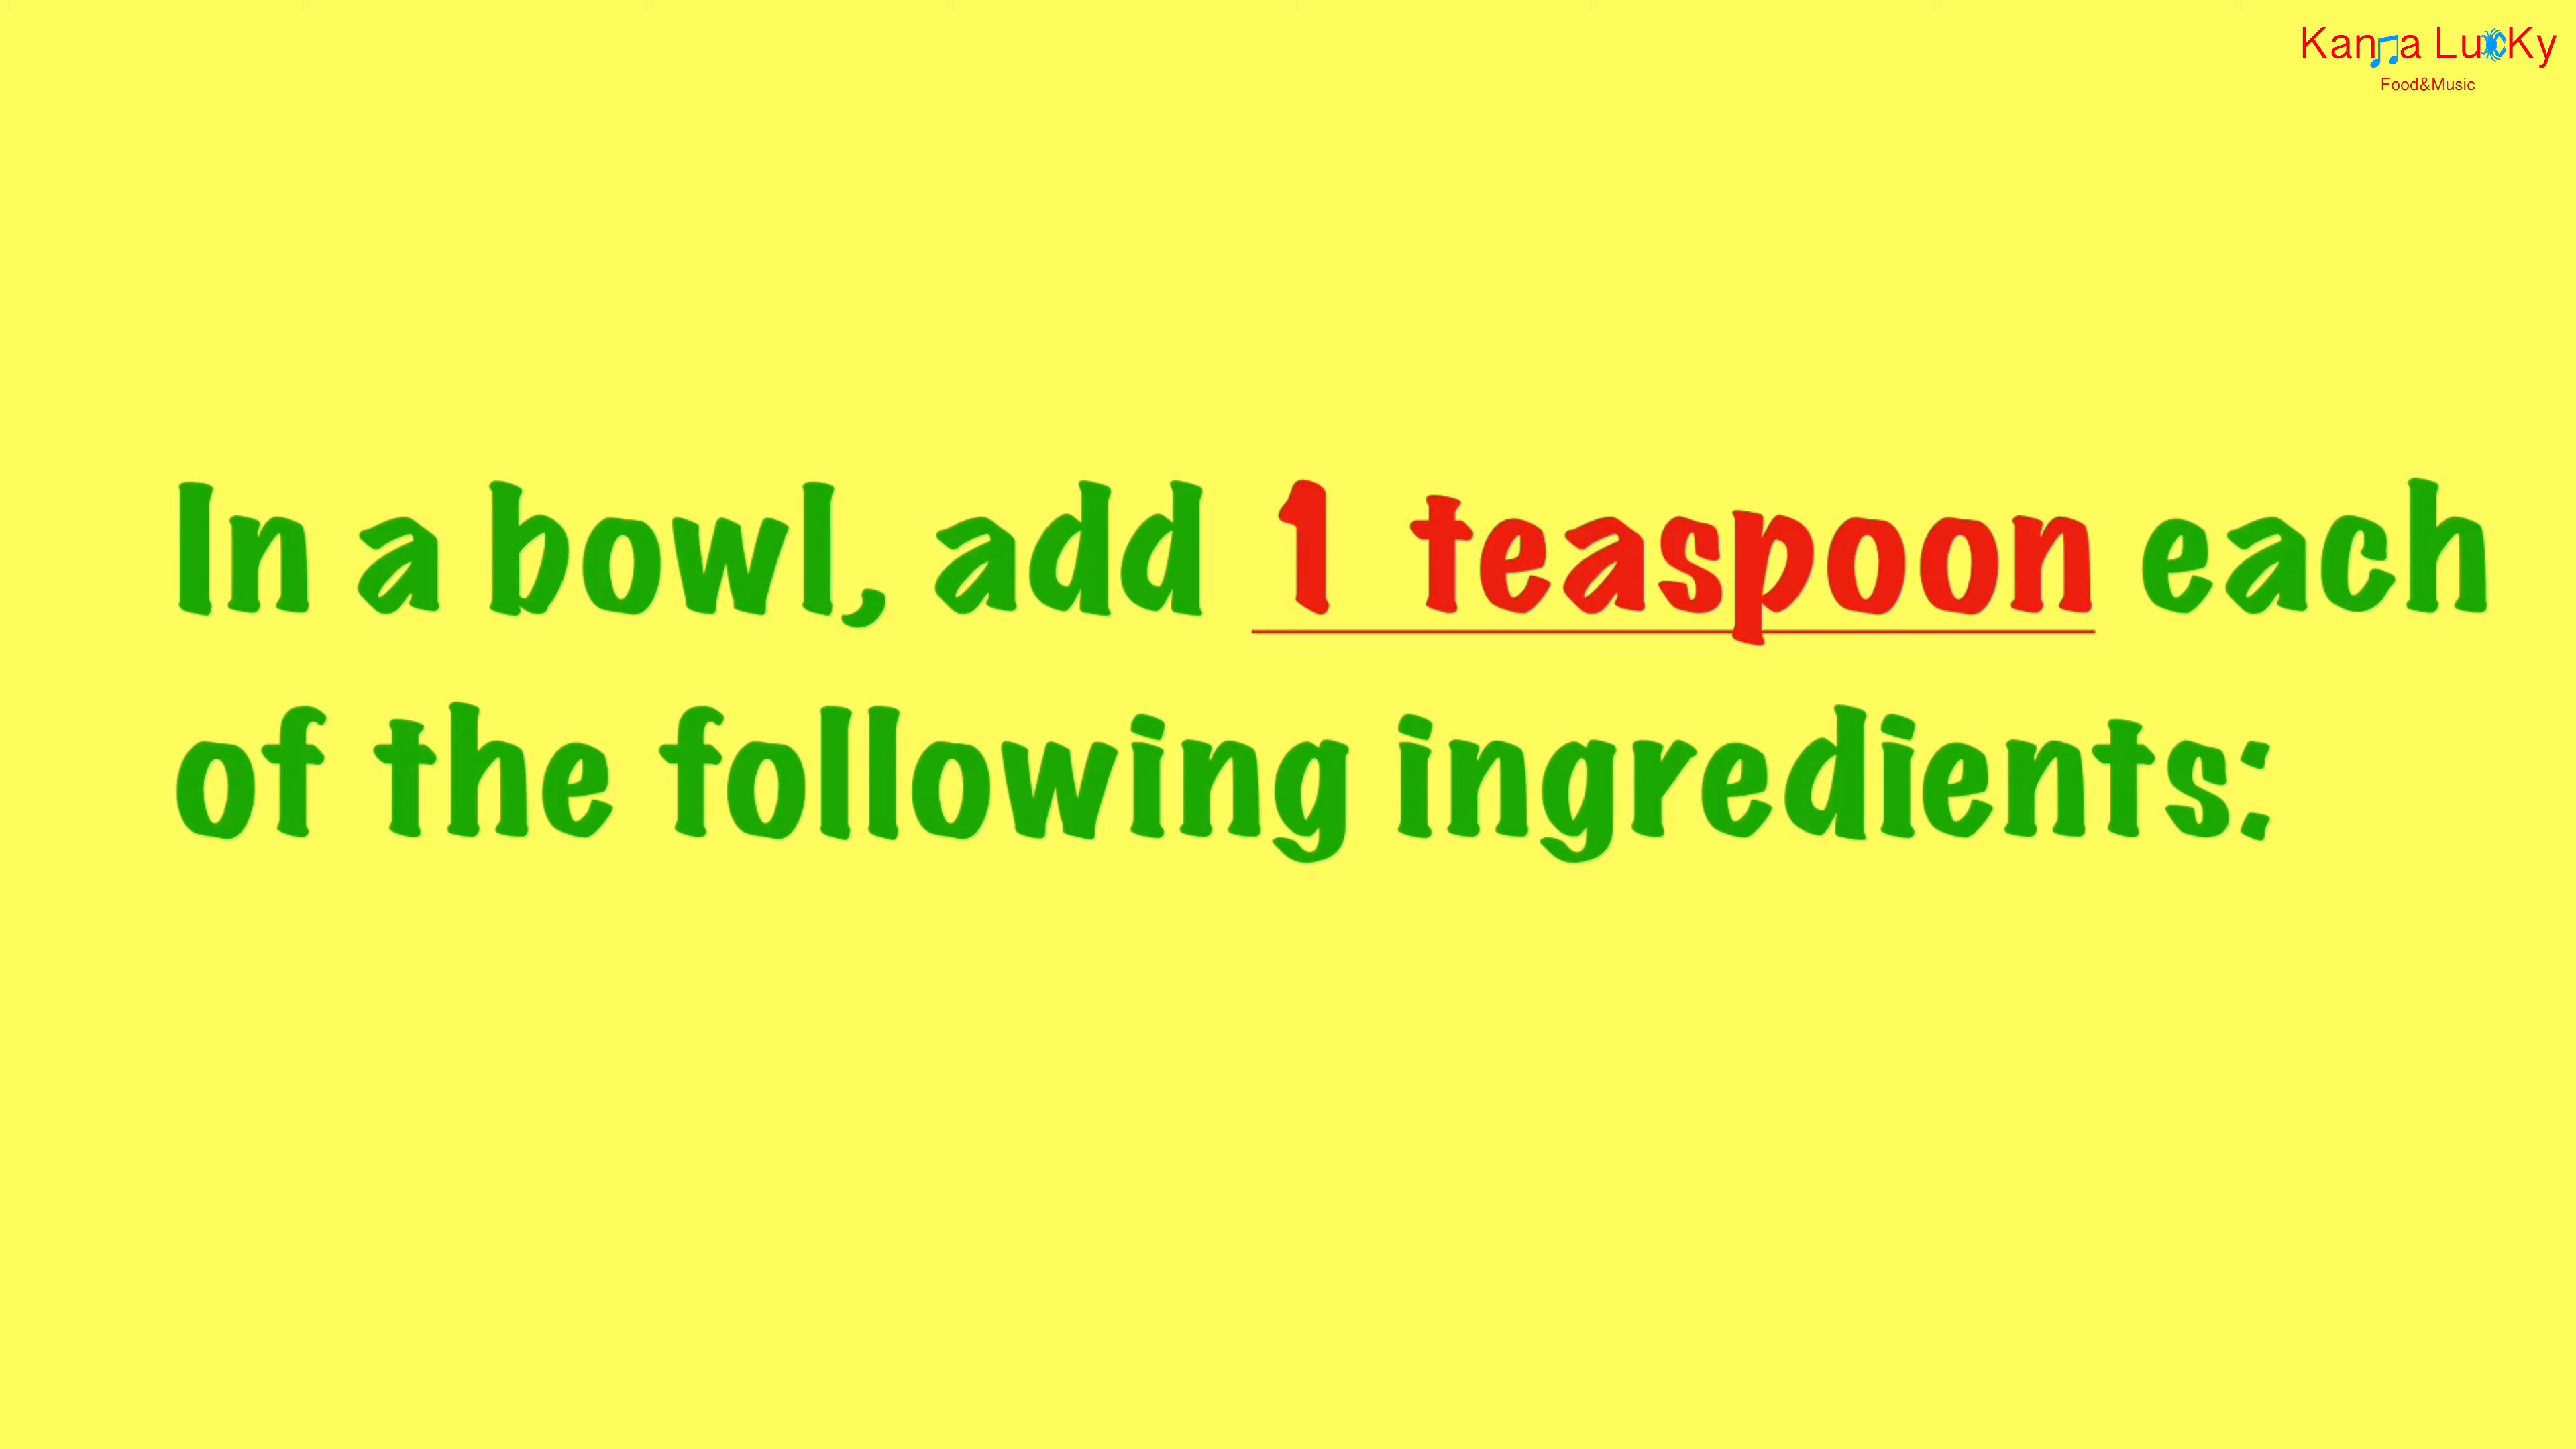 Kanna Lucky
Food&Music
In a bowl, add 1 teaspoon each
of the following ingredients: